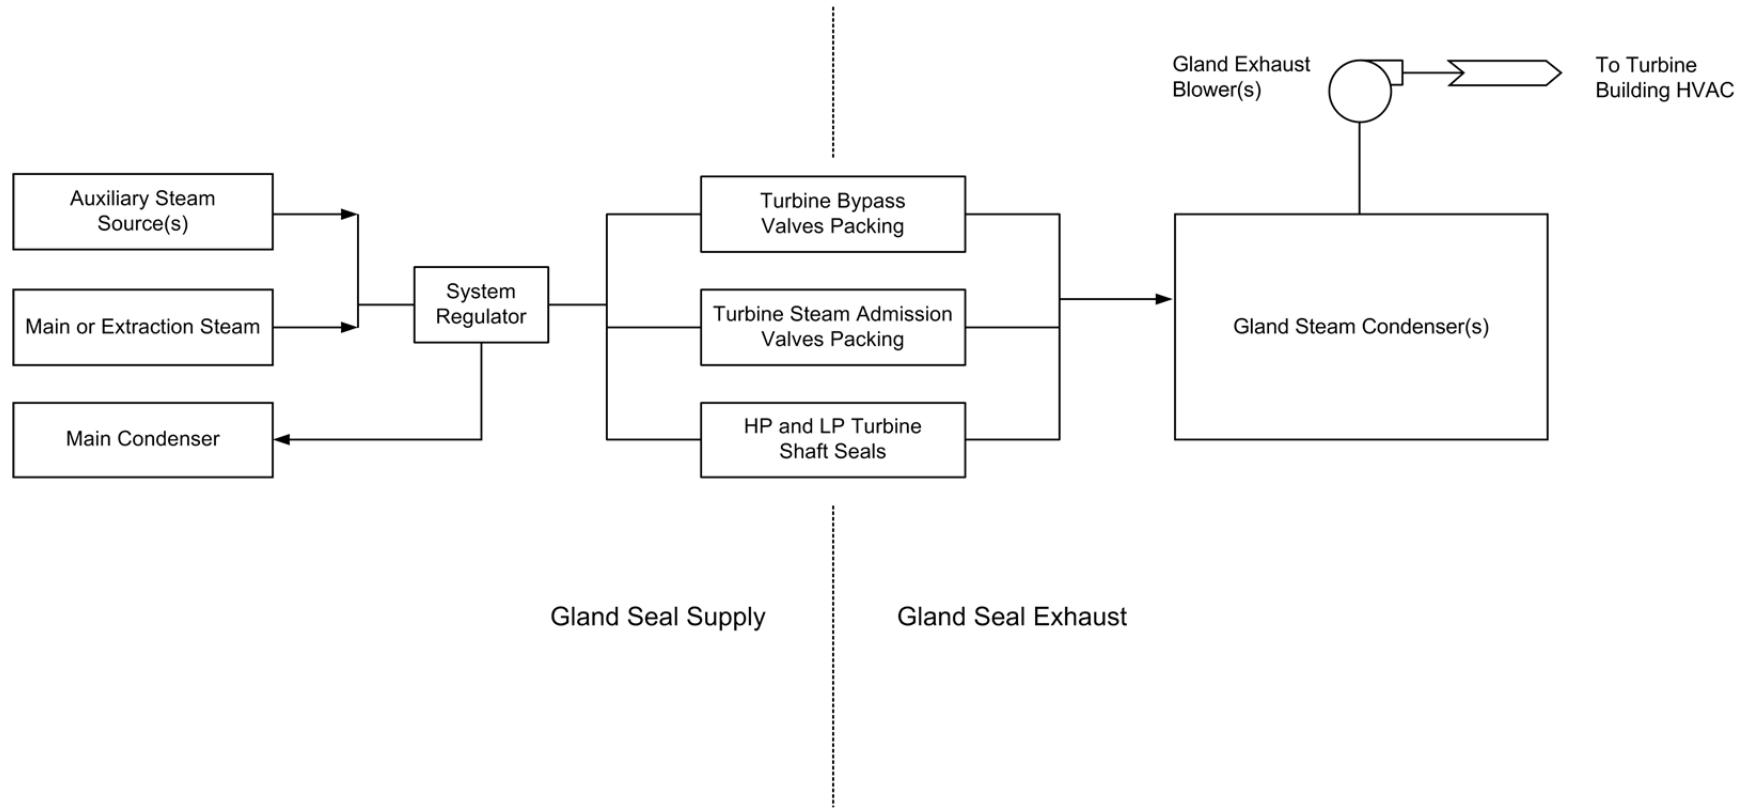 Gland Exhaust
Blower(s)
To Turbine
Building HVAC
Auxiliary Steam
Source(s)
Main or Extraction Steam
Main Condenser
System
Regulator
Turbine Bypass
Valves Packing
Turbine Steam Admission
Valves Packing
HP and LP Turbine
Shaft Seals
Gland Steam Condenser(s)
Gland Seal Supply
Gland Seal Exhaust